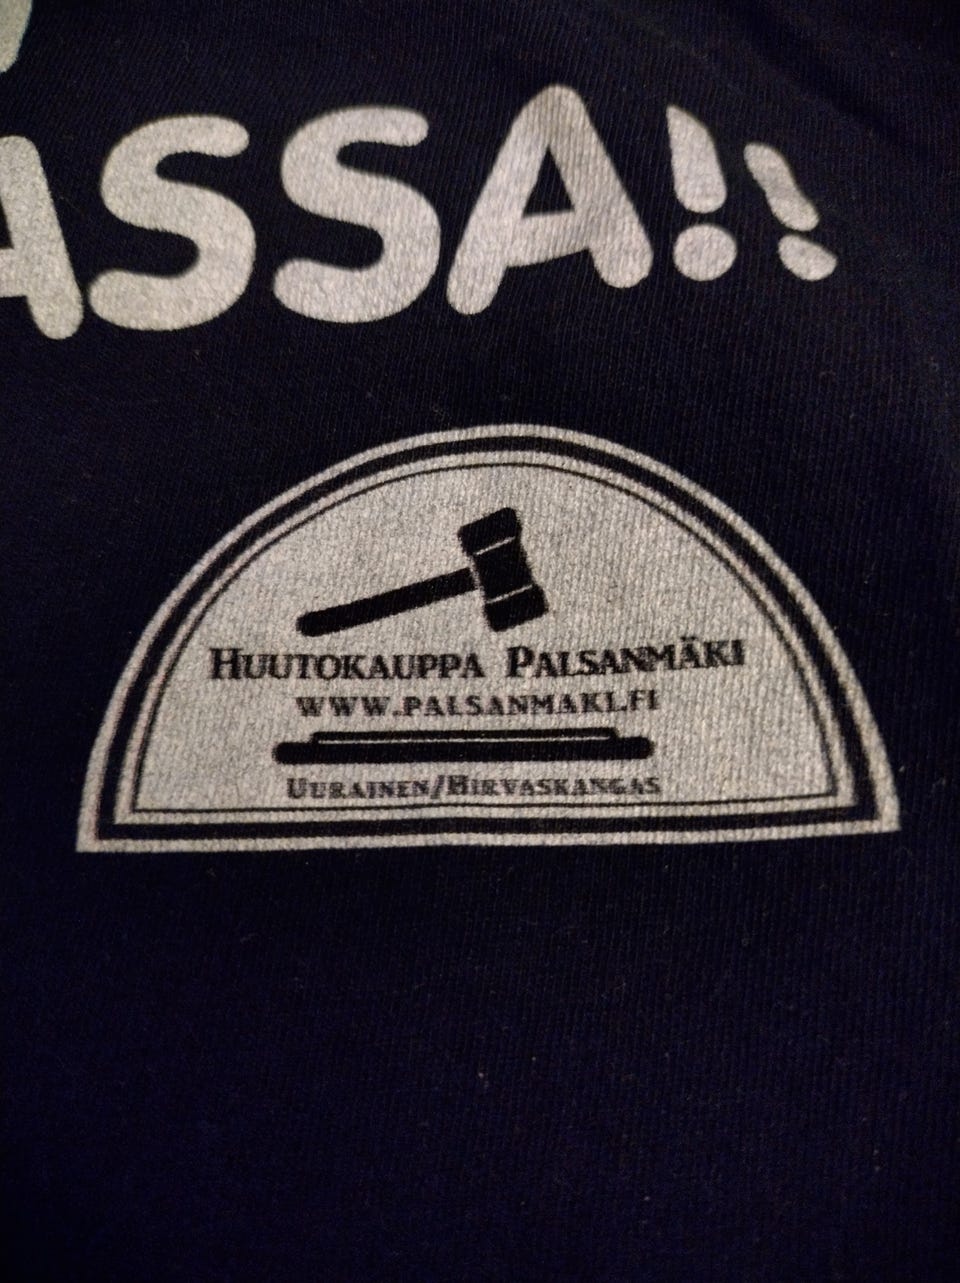 ASSA!!
HUUTOKAUPPA PALSANMÄKI
WWW.PALSANMAKI.FI
UURAINEN/HIRVASKANGAS